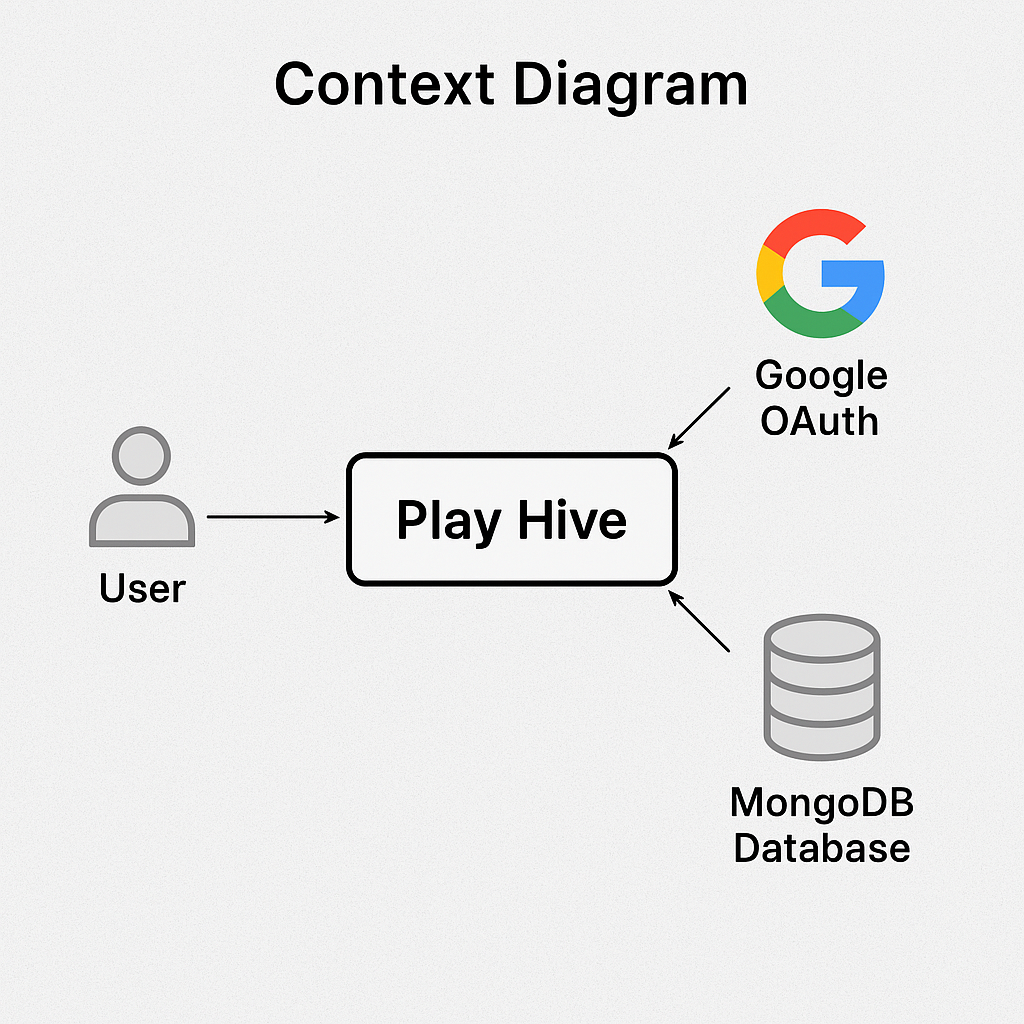 Context Diagram
Google
OAuth
Play Hive
User
MongoDB
Database